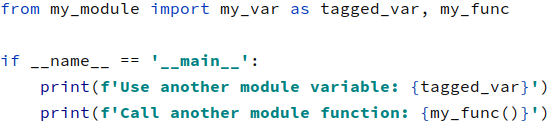 from my_module import my_var as tagged_var, my_func

if __name__ == '__main__':
    print(f'Use another module variable: {tagged_var}')
    print(f'Call another module function: {my_func()}')